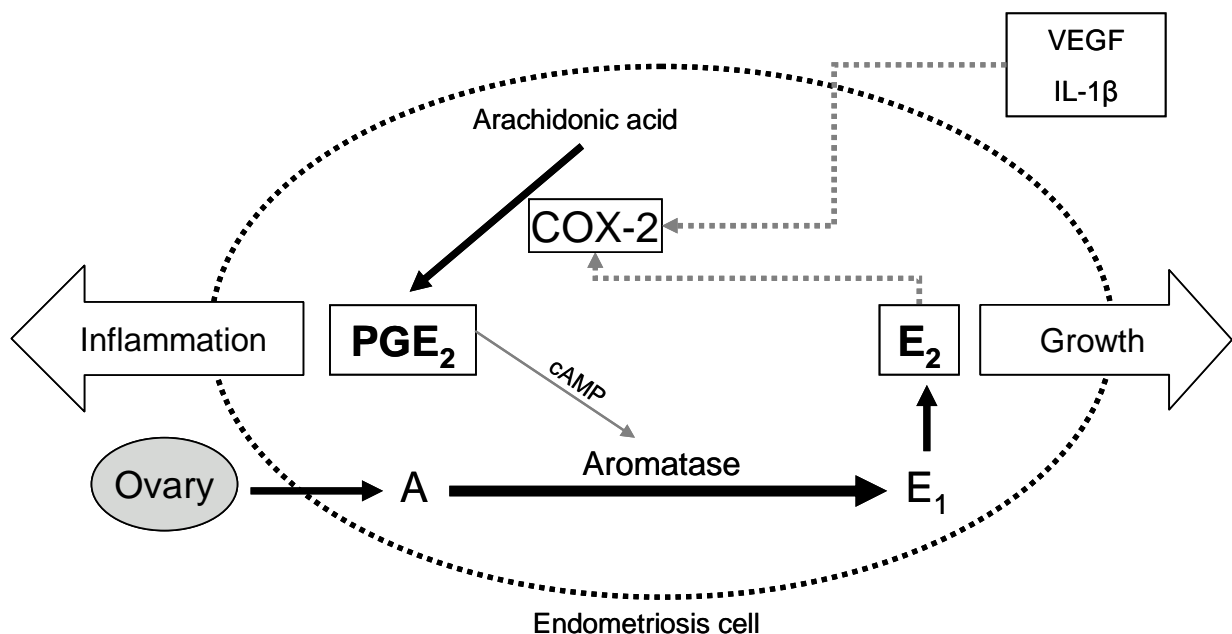 VEGF
IL-1β
Arachidonic acid
COX-2
Inflammation
PGE₂
E₂
Growth
cAMP
Aromatase
Ovary
A
E₁
Endometriosis cell